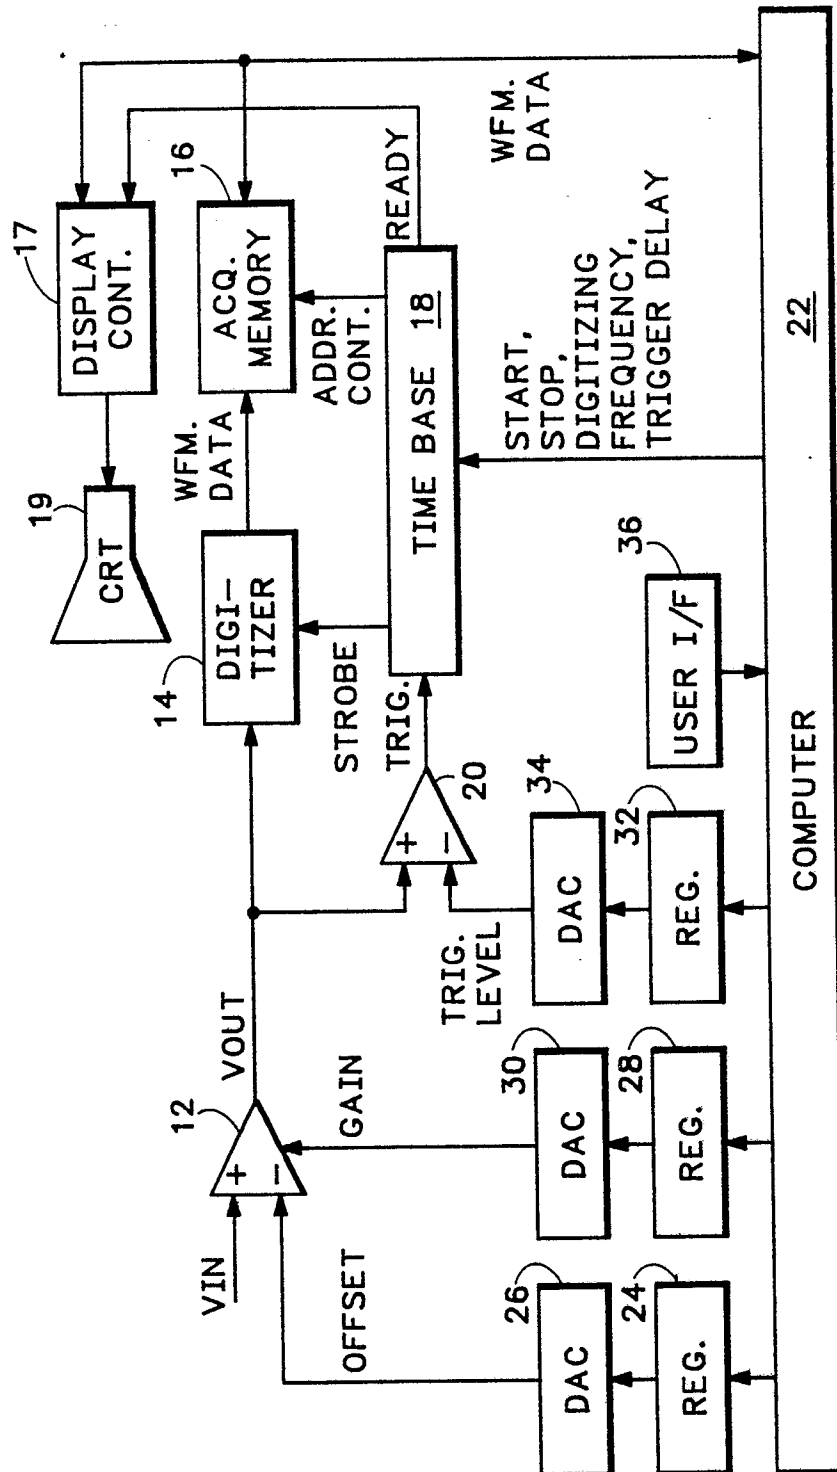 VIN
12
+
−
OFFSET
GAIN
VOUT
14
DIGI–
TIZER
WFM.
DATA
16
ACQ.
MEMORY
17
DISPLAY
CONT.
19
CRT
STROBE
TRIG.
ADDR.
CONT.
READY
TIME BASE 18
20
+
−
TRIG.
LEVEL
START,
STOP,
DIGITIZING
FREQUENCY,
TRIGGER DELAY
WFM.
DATA
26
DAC
30
DAC
34
DAC
24
REG.
28
REG.
32
REG.
36
USER I/F
COMPUTER
22